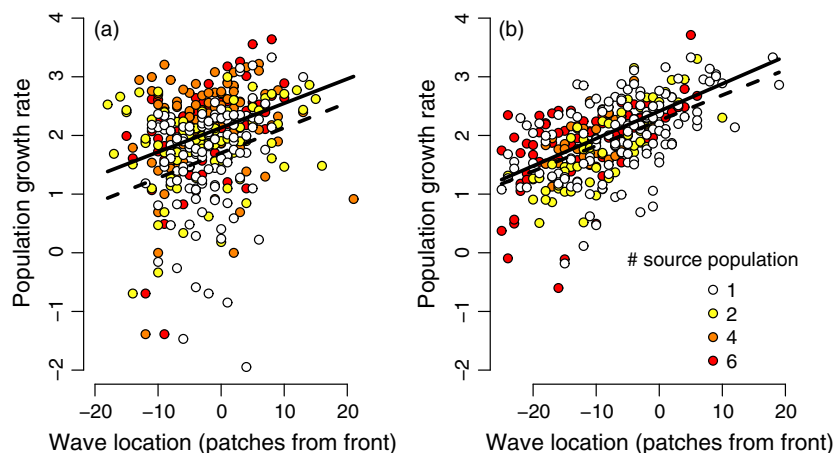 (a)
Population growth rate
4
3
2
1
0
−1
−2
−20 −10 0 10 20
Wave location (patches from front)
(b)
Population growth rate
4
3
2
1
0
−1
−2
−20 −10 0 10 20
Wave location (patches from front)
# source population
1
2
4
6